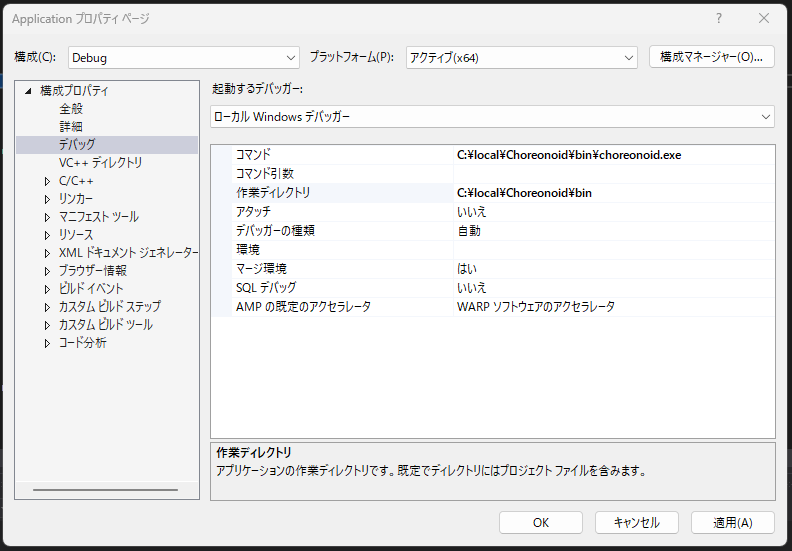 Application プロパティ ページ
構成(C):
Debug
プラットフォーム(P):
アクティブ(x64)
構成マネージャー(O)...
構成プロパティ
全般
詳細
デバッグ
VC++ ディレクトリ
C/C++
リンカー
マニフェスト ツール
リソース
XML ドキュメント ジェネレーター
ブラウザー情報
ビルド イベント
カスタム ビルド ステップ
カスタム ビルド ツール
コード分析
起動するデバッガー:
ローカル Windows デバッガー
コマンド C:¥local¥Choreonoid¥bin¥choreonoid.exe
コマンド引数
作業ディレクトリ C:¥local¥Choreonoid¥bin
アタッチ いいえ
デバッガーの種類 自動
環境
マージ環境 はい
SQL デバッグ いいえ
AMP の既定のアクセラレータ WARP ソフトウェアのアクセラレータ
作業ディレクトリ
アプリケーションの作業ディレクトリです。既定でディレクトリにはプロジェクト ファイルを含みます。
OK
キャンセル
適用(A)